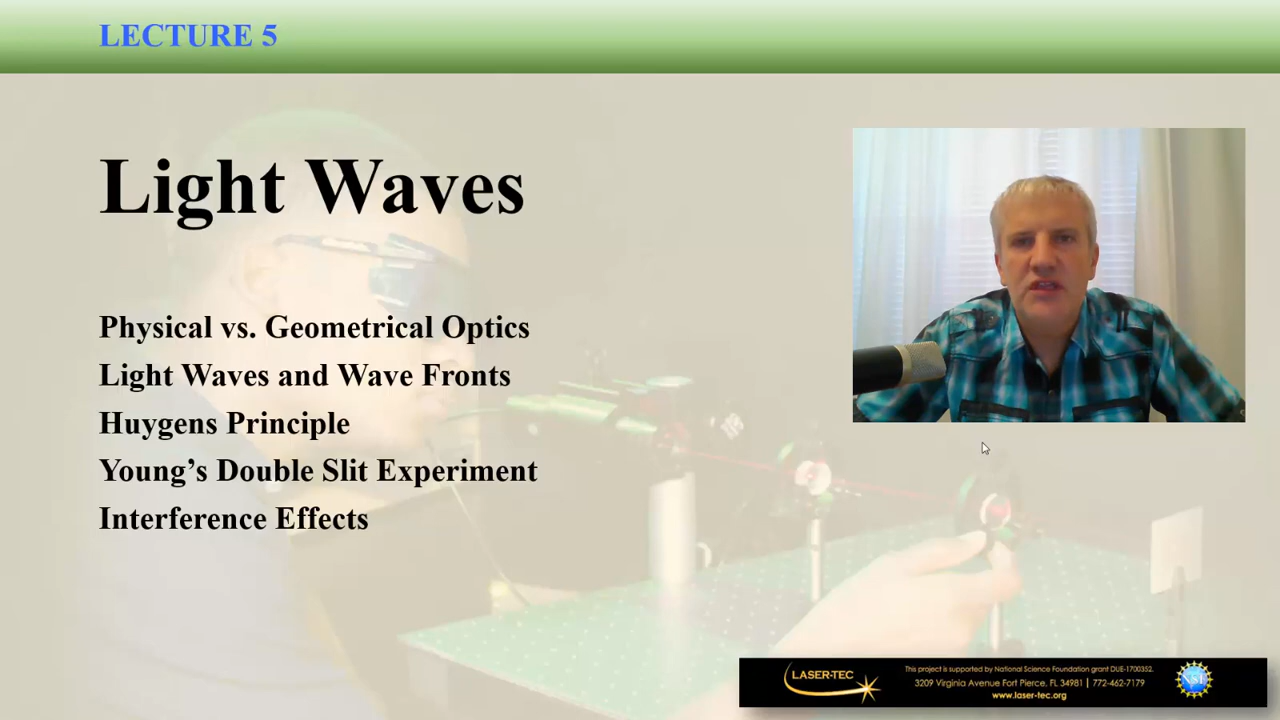 LECTURE 5
Light Waves
Physical vs. Geometrical Optics
Light Waves and Wave Fronts
Huygens Principle
Young’s Double Slit Experiment
Interference Effects
LASER-TEC
This project is supported by National Science Foundation grant DUE-1700352.
3209 Virginia Avenue Fort Pierce, FL 34981 | 772-462-7179
www.laser-tec.org
NSF